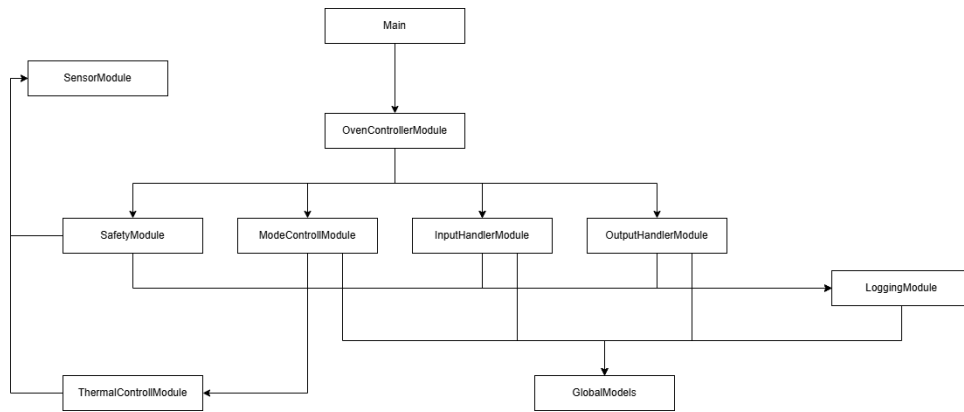 Main
SensorModule
OvenControllerModule
SafetyModule
ModeControllModule
InputHandlerModule
OutputHandlerModule
LoggingModule
ThermalControllModule
GlobalModels